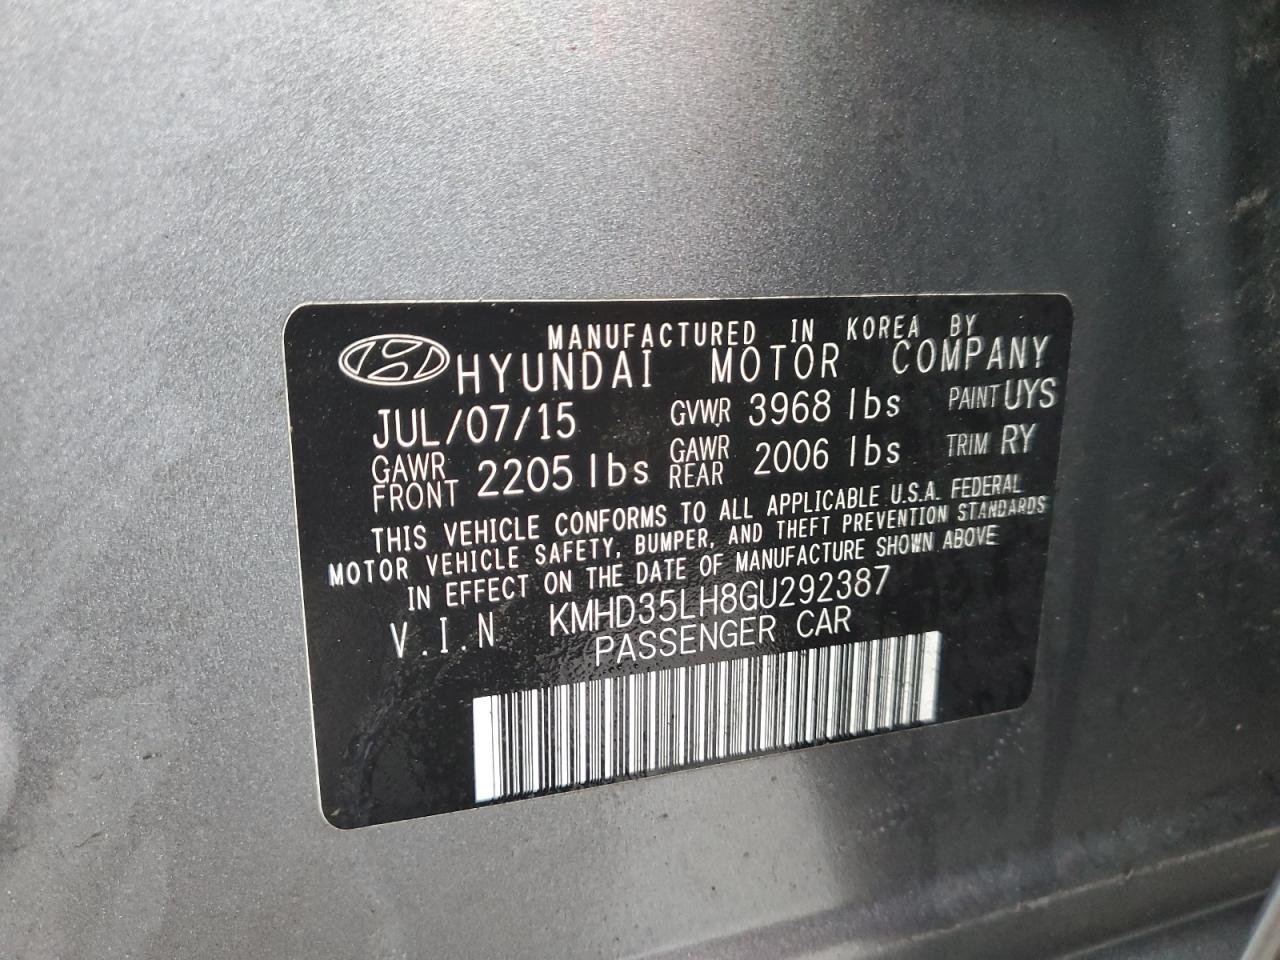 MANUFACTURED IN KOREA BY
HYUNDAI MOTOR COMPANY
JUL/07/15 GVWR 3968 lbs PAINT UYS
GAWR FRONT 2205 lbs GAWR REAR 2006 lbs TRIM RY
THIS VEHICLE CONFORMS TO ALL APPLICABLE U.S.A. FEDERAL
MOTOR VEHICLE SAFETY, BUMPER, AND THEFT PREVENTION STANDARDS
IN EFFECT ON THE DATE OF MANUFACTURE SHOWN ABOVE
V.I.N KMHD35LH8GU292387
PASSENGER CAR